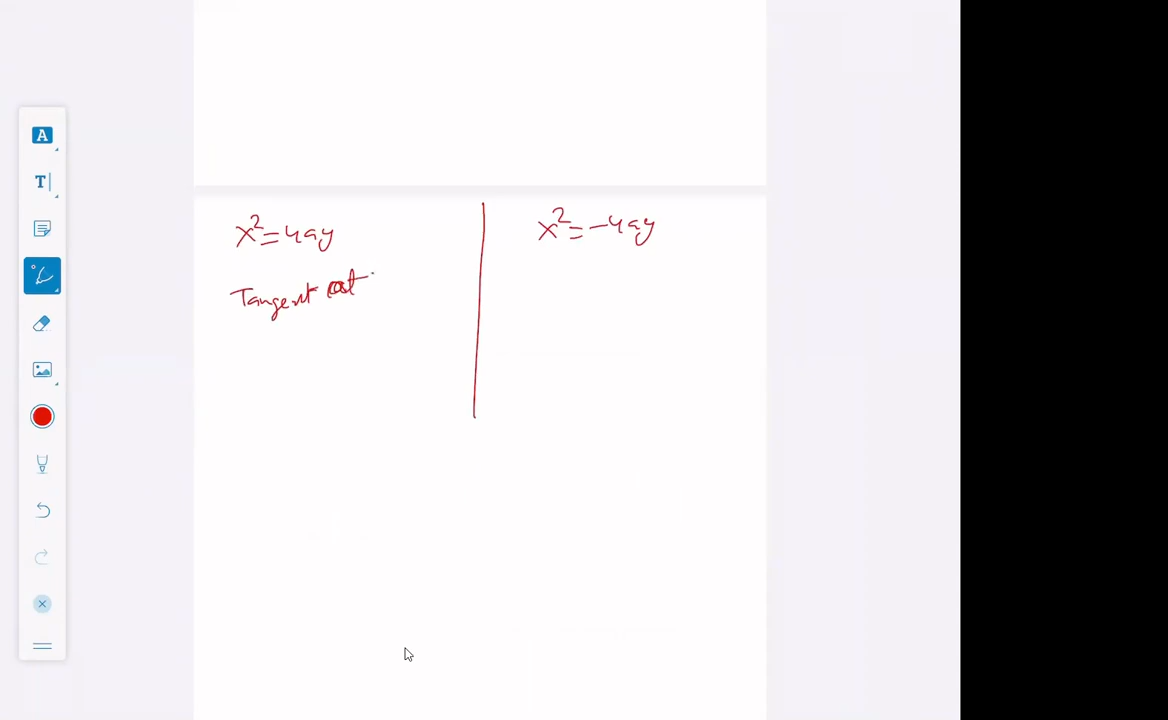 x² = 4ay
Tangent at
x² = -4ay
A
T